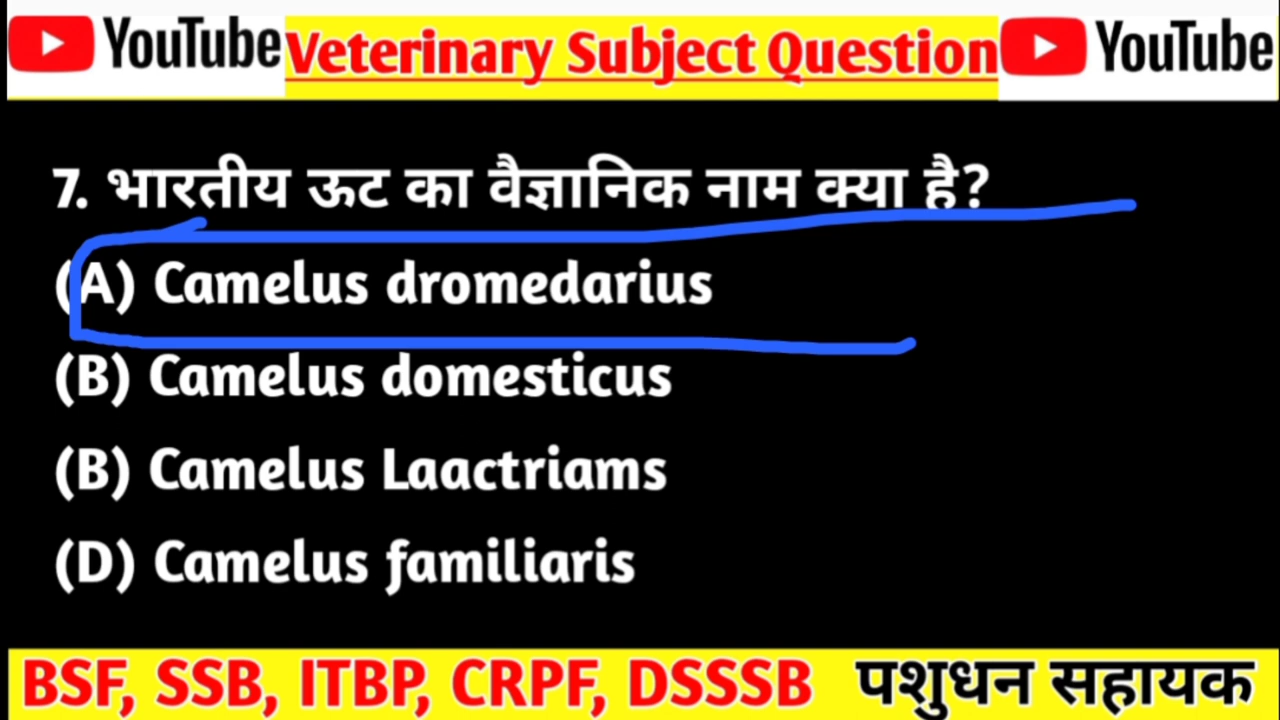 YouTube Veterinary Subject Question YouTube
7. भारतीय ऊट का वैज्ञानिक नाम क्या है?
(A) Camelus dromedarius
(B) Camelus domesticus
(B) Camelus Laactriams
(D) Camelus familiaris
BSF, SSB, ITBP, CRPF, DSSSB पशुधन सहायक